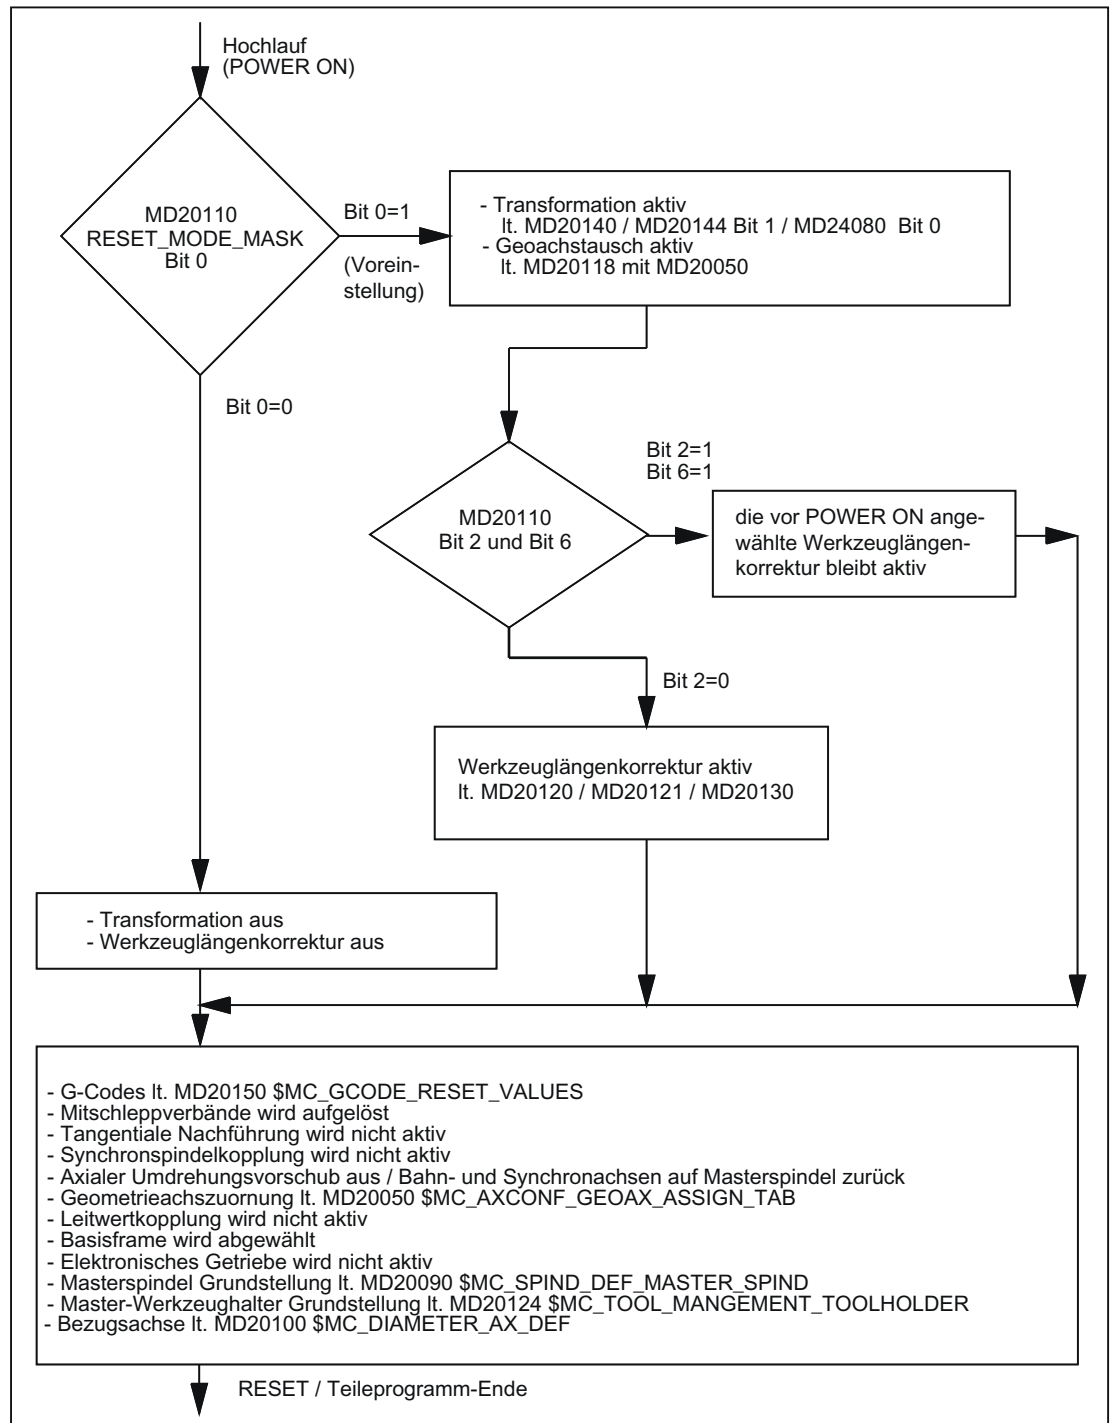 Hochlauf
(POWER ON)
MD20110
RESET_MODE_MASK
Bit 0
Bit 0=1
(Vorein-
stellung)
- Transformation aktiv
lt. MD20140 / MD20144 Bit 1 / MD24080 Bit 0
- Geoachstausch aktiv
lt. MD20118 mit MD20050
Bit 0=0
MD20110
Bit 2 und Bit 6
Bit 2=1
Bit 6=1
die vor POWER ON ange-
wählte Werkzeuglängen-
korrektur bleibt aktiv
Bit 2=0
Werkzeuglängenkorrektur aktiv
lt. MD20120 / MD20121 / MD20130
- Transformation aus
- Werkzeuglängenkorrektur aus
- G-Codes lt. MD20150 $MC_GCODE_RESET_VALUES
- Mitschleppverbände wird aufgelöst
- Tangentiale Nachführung wird nicht aktiv
- Synchronspindelkopplung wird nicht aktiv
- Axialer Umdrehungsvorschub aus / Bahn- und Synchronachsen auf Masterspindel zurück
- Geometrieachszuornung lt. MD20050 $MC_AXCONF_GEOAX_ASSIGN_TAB
- Leitwertkopplung wird nicht aktiv
- Basisframe wird abgewählt
- Elektronisches Getriebe wird nicht aktiv
- Masterspindel Grundstellung lt. MD20090 $MC_SPIND_DEF_MASTER_SPIND
- Master-Werkzeughalter Grundstellung lt. MD20124 $MC_TOOL_MANGEMENT_TOOLHOLDER
- Bezugsachse lt. MD20100 $MC_DIAMETER_AX_DEF
RESET / Teileprogramm-Ende